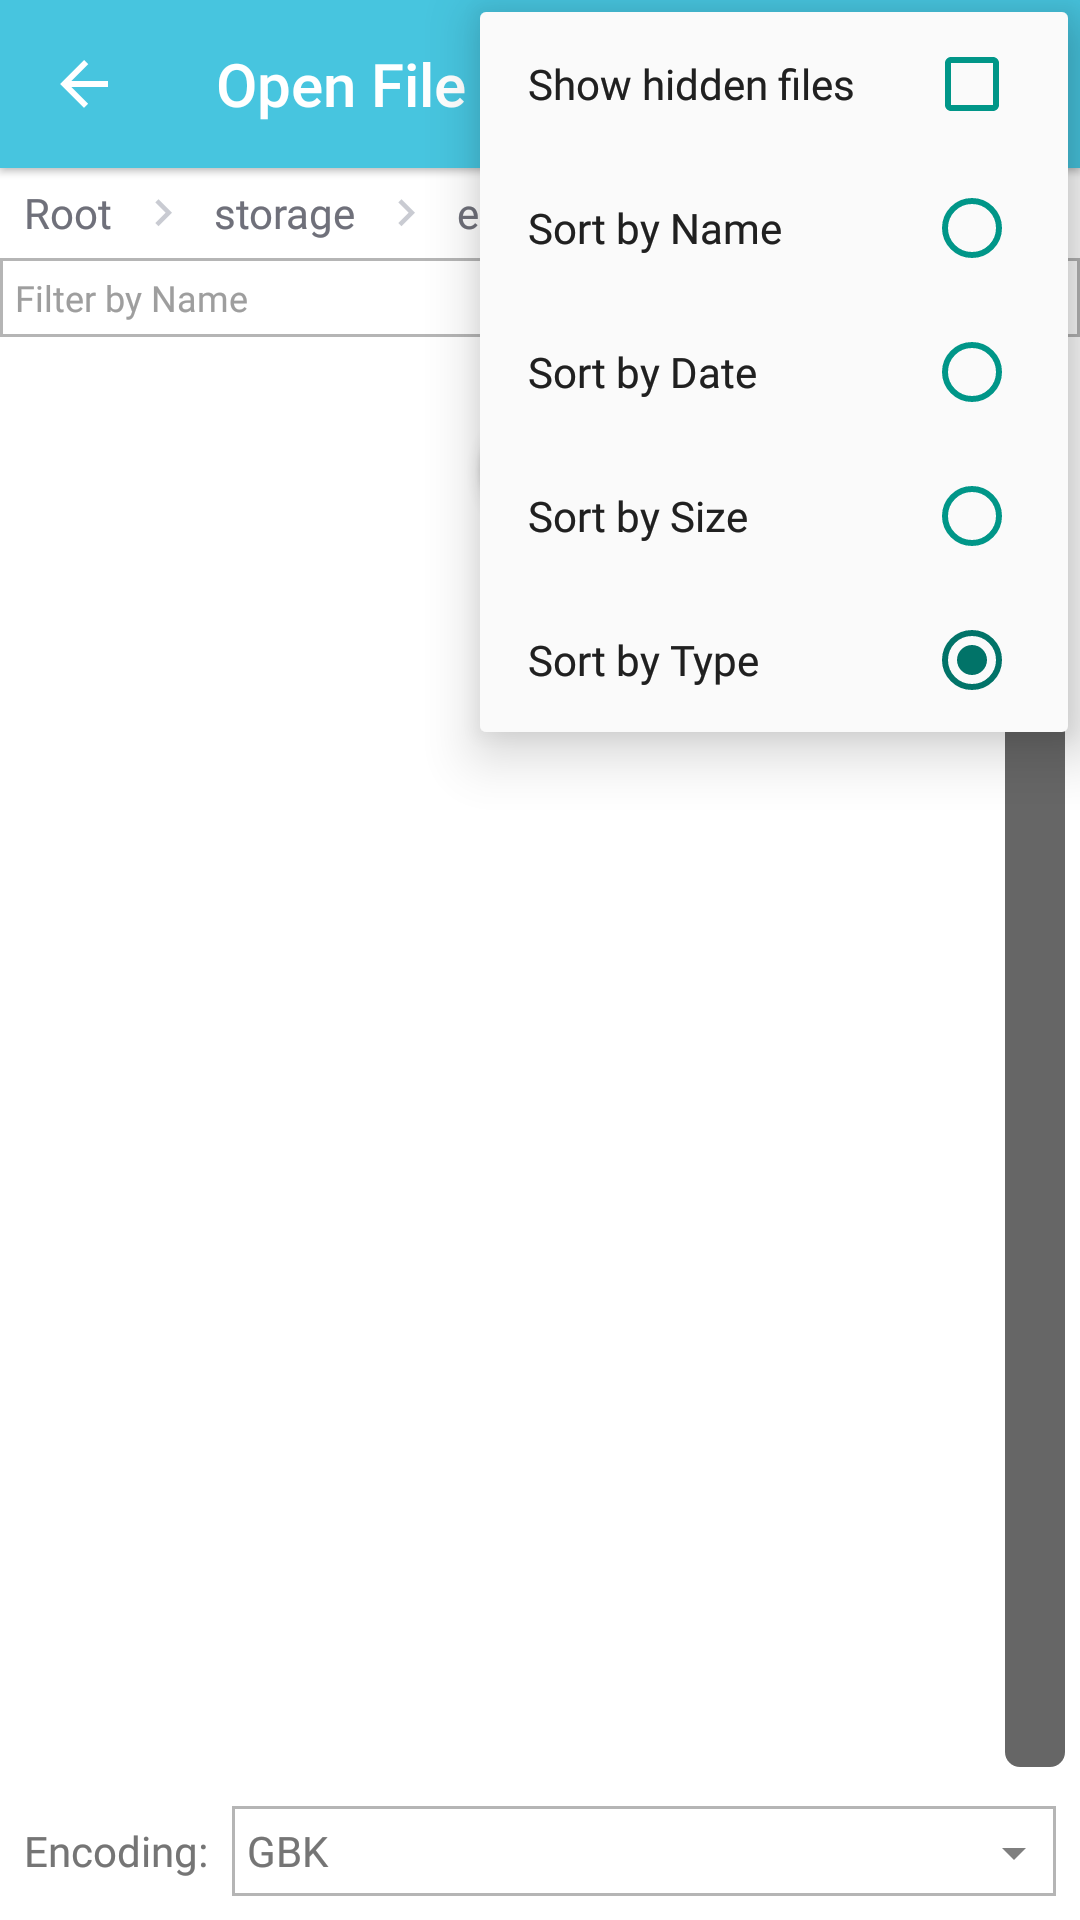 Open File
Show hidden files
Root
storage
e
Sort by Name
Filter by Name
Sort by Date
Sort by Size
Sort by Type
Encoding:
GBK